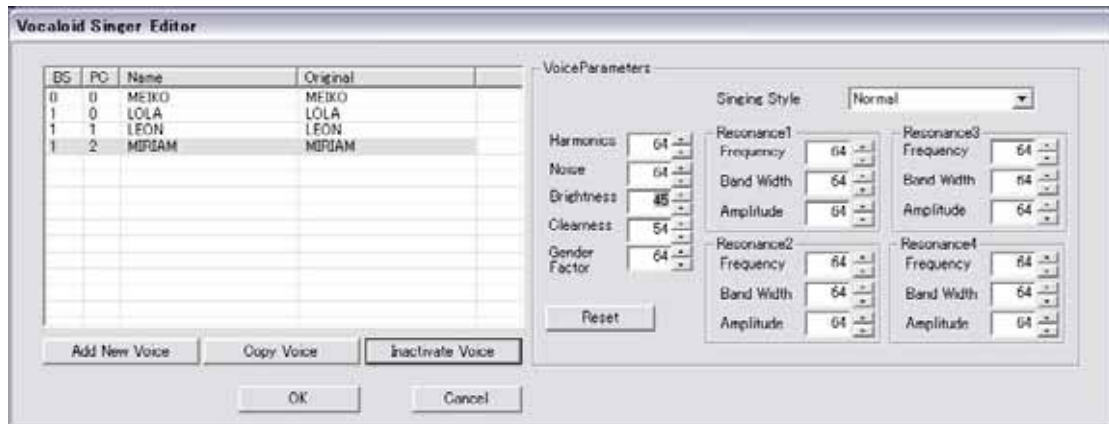 Vocaloid Singer Editor
BS PC Name Original
0 0 MEIKO MEIKO
1 0 LOLA LOLA
1 1 LEON LEON
1 2 MIRIAM MIRIAM
Add New Voice Copy Voice Inactivate Voice
OK Cancel
VoiceParameters
Singing Style Normal
Harmonics 64
Noise 64
Brightness 45
Clearness 54
Gender Factor 64
Reset
Resonance1
Frequency 64
Band Width 64
Amplitude 64
Resonance3
Frequency 64
Band Width 64
Amplitude 64
Resonance2
Frequency 64
Band Width 64
Amplitude 64
Resonance4
Frequency 64
Band Width 64
Amplitude 64